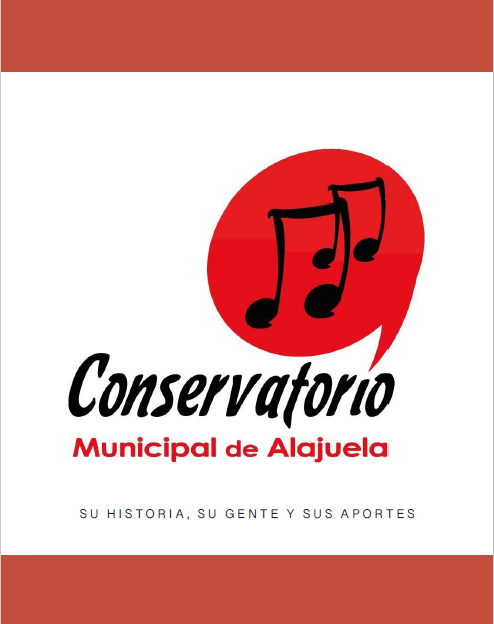 Conservatorio
Municipal de Alajuela
SU HISTORIA, SU GENTE Y SUS APORTES